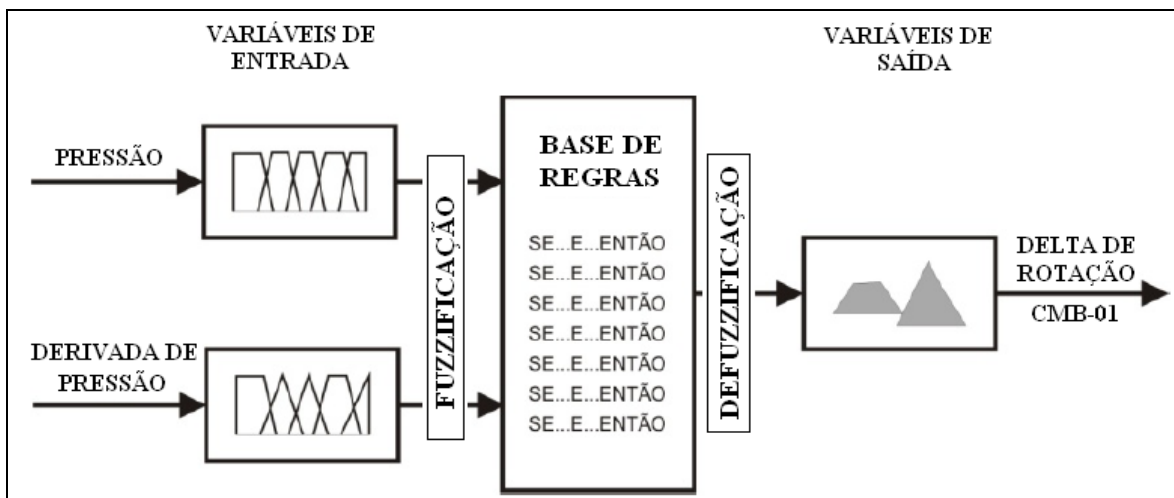 VARIÁVEIS DE
ENTRADA
VARIÁVEIS DE
SAÍDA
PRESSÃO
DERIVADA DE
PRESSÃO
FUZZIFICAÇÃO
BASE DE
REGRAS
SE...E...ENTÃO
SE...E...ENTÃO
SE...E...ENTÃO
SE...E...ENTÃO
SE...E...ENTÃO
SE...E...ENTÃO
SE...E...ENTÃO
DEFUZZIFICAÇÃO
DELTA DE
ROTAÇÃO
CMB-01